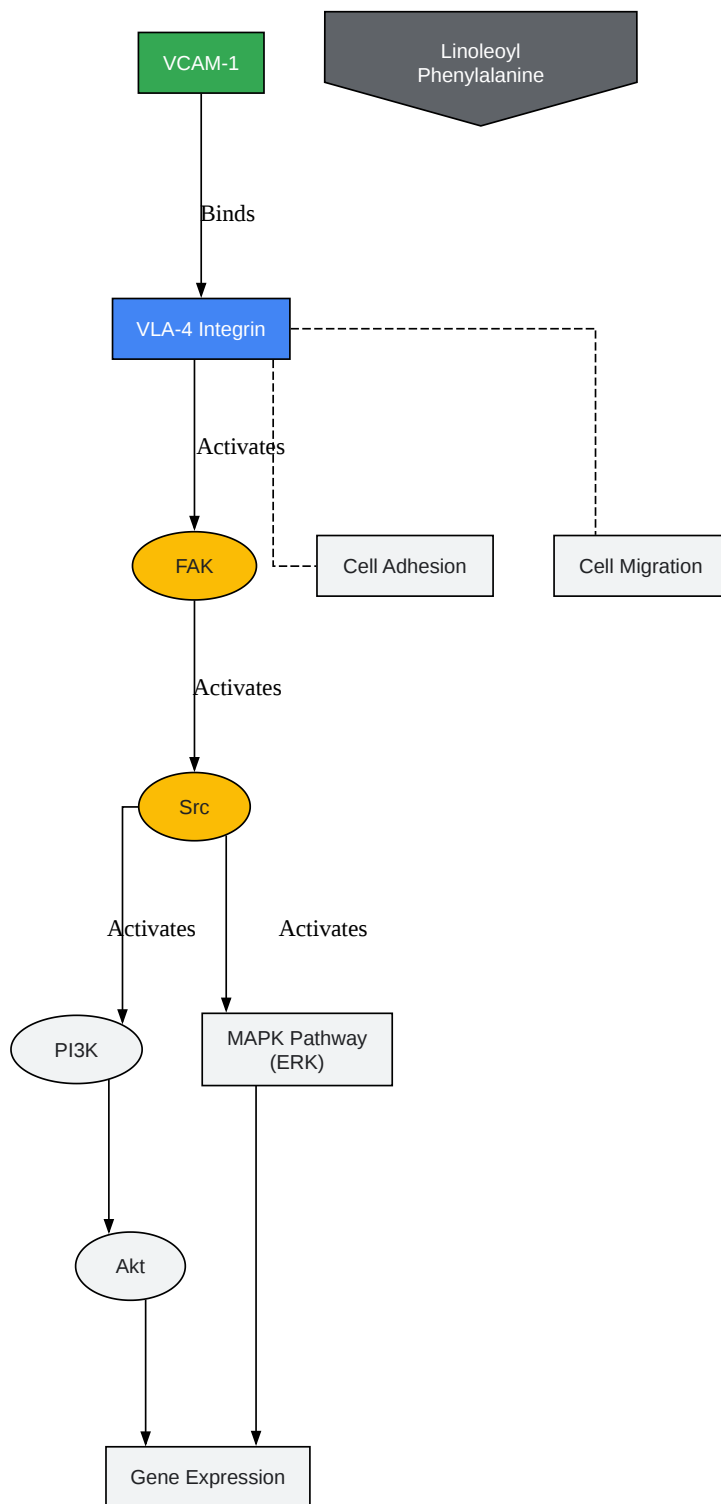 VCAM-1
Linoleoyl
Phenylalanine
Binds
VLA-4 Integrin
Activates
FAK
Cell Adhesion
Cell Migration
Activates
Src
Activates
Activates
PI3K
MAPK Pathway
(ERK)
Akt
Gene Expression